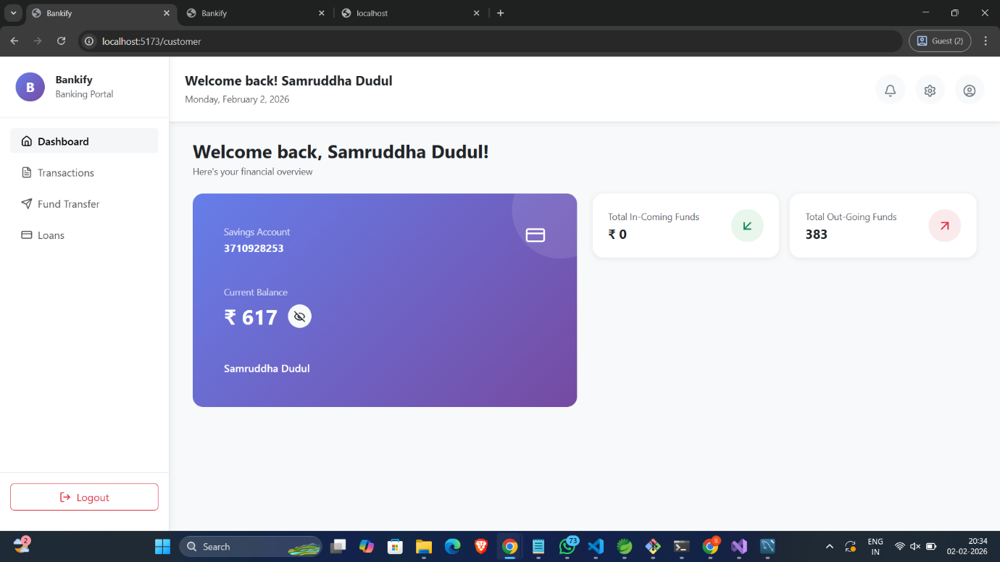 Bankify
Bankify
localhost
localhost:5173/customer
Guest (2)
B
Bankify
Banking Portal
Welcome back! Samruddha Dudul
Monday, February 2, 2026
Dashboard
Transactions
Fund Transfer
Loans
Logout
Welcome back, Samruddha Dudul!
Here's your financial overview
Savings Account
3710928253
Current Balance
₹ 617
Samruddha Dudul
Total In-Coming Funds
₹ 0
Total Out-Going Funds
383
2
Search
73
8
ENG
IN
20:34
02-02-2026